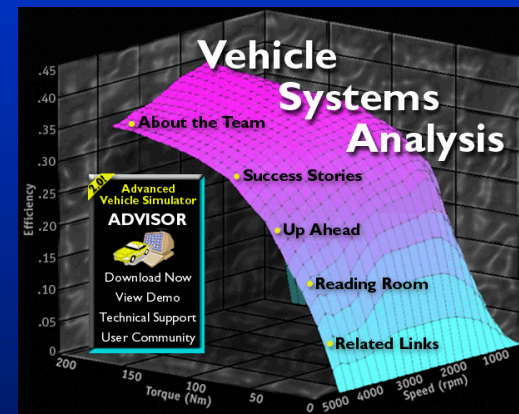 Vehicle
Systems
Analysis
.45
.40
.35
.30
.25
.20
.15
.10
.05
0
Efficiency
About the Team
Success Stories
Up Ahead
Reading Room
Related Links
2.0!
Advanced
Vehicle Simulator
ADVISOR
Download Now
View Demo
Technical Support
User Community
200
150
100
50
0
Torque (Nm)
5000
4000
3000
2000
1000
Speed (rpm)